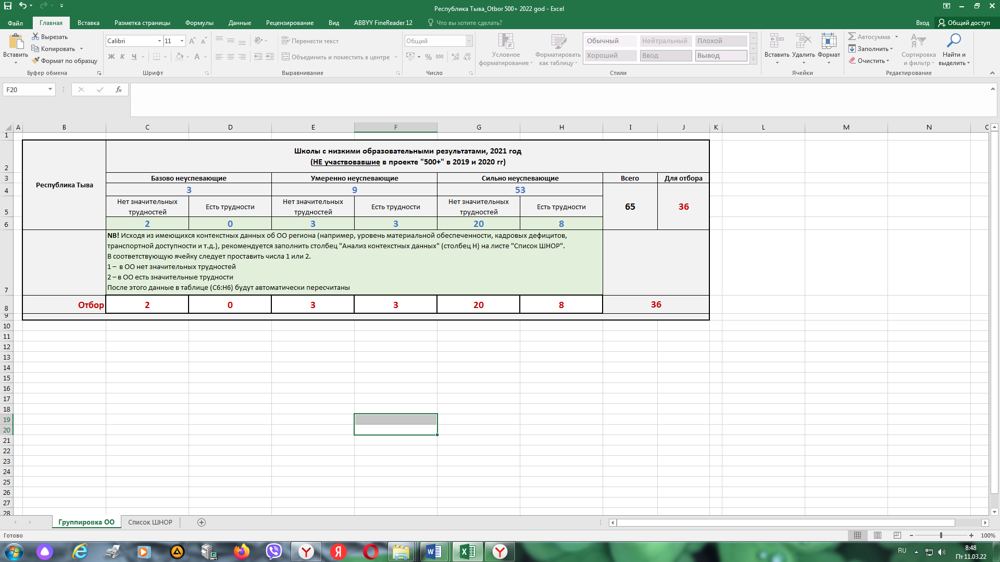 Республика Тыва_Otbor 500+ 2022 god - Excel
Файл Главная Вставка Разметка страницы Формулы Данные Рецензирование Вид ABBYY FineReader 12 Что вы хотите сделать? Вход Общий доступ
Вставить
Вырезать
Копировать
Формат по образцу
Буфер обмена
Calibri 11
Ж К Ч
Шрифт
Перенести текст
Объединить и поместить в центре
Выравнивание
Общий
% 000
Число
Условное форматирование
Форматировать как таблицу
Обычный Нейтральный Плохой
Хороший Ввод Вывод
Стили
Вставить Удалить Формат
Ячейки
Автосумма
Заполнить
Очистить
Сортировка и фильтр
Найти и выделить
Редактирование
F20
fx
A B C D E F G H I J K L M N
1
2
3
4
5
6
7
8
9
10
11
12
13
14
15
16
17
18
19
20
21
22
23
24
25
26
27
28
Республика Тыва
Школы с низкими образовательными результатами, 2021 год
(НЕ участвовавшие в проекте "500+" в 2019 и 2020 гг)
Базово неуспевающие Умеренно неуспевающие Сильно неуспевающие Всего Для отбора
3 9 53
Нет значительных трудностей Есть трудности Нет значительных трудностей Есть трудности Нет значительных трудностей Есть трудности 65 36
2 0 3 3 20 8
NB! Исходя из имеющихся контекстных данных об ОО региона (например, уровень материальной обеспеченности, кадровых дефицитов,
транспортной доступности и т.д.), рекомендуется заполнить столбец "Анализ контекстных данных" (столбец H) на листе "Список ШНОР".
В соответствующую ячейку следует проставить числа 1 или 2.
1 – в ОО нет значительных трудностей
2 – в ОО есть значительные трудности
После этого данные в таблице (C6:H6) будут автоматически пересчитаны
Отбор 2 0 3 3 20 8 36
Группировка ОО Список ШНОР
Готово 100%
RU 8:48
Пт 11.03.22